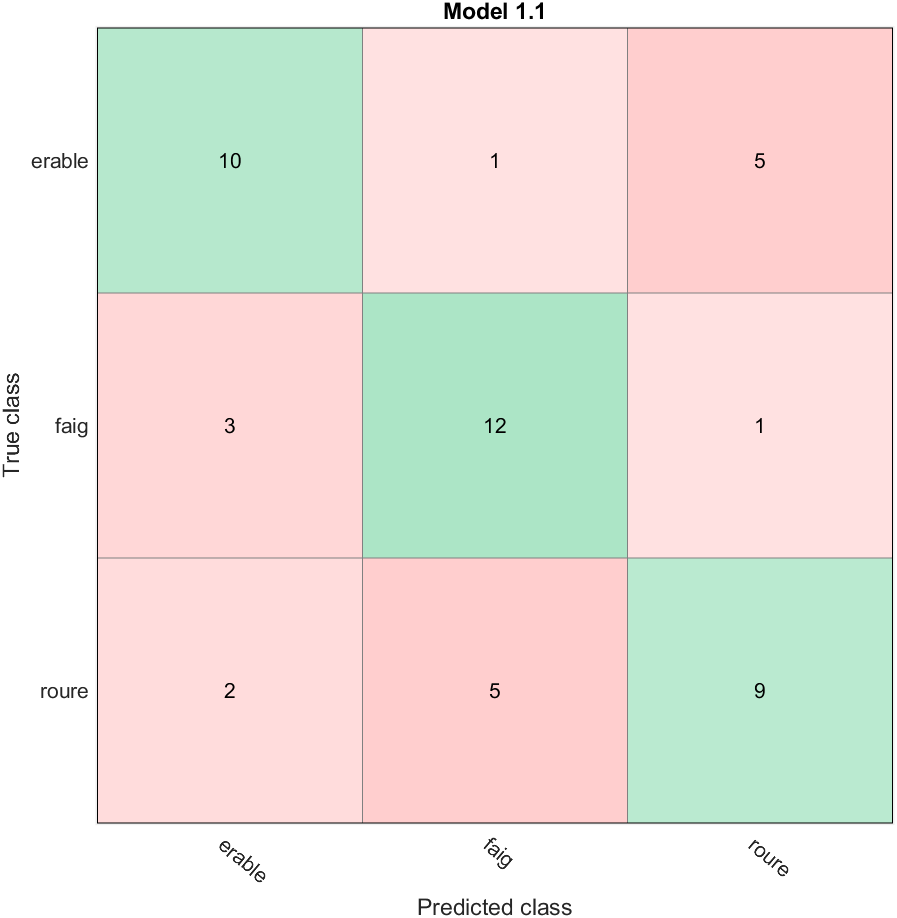 Model 1.1
erable 10 1 5
faig 3 12 1
roure 2 5 9
erable faig roure
Predicted class
True class